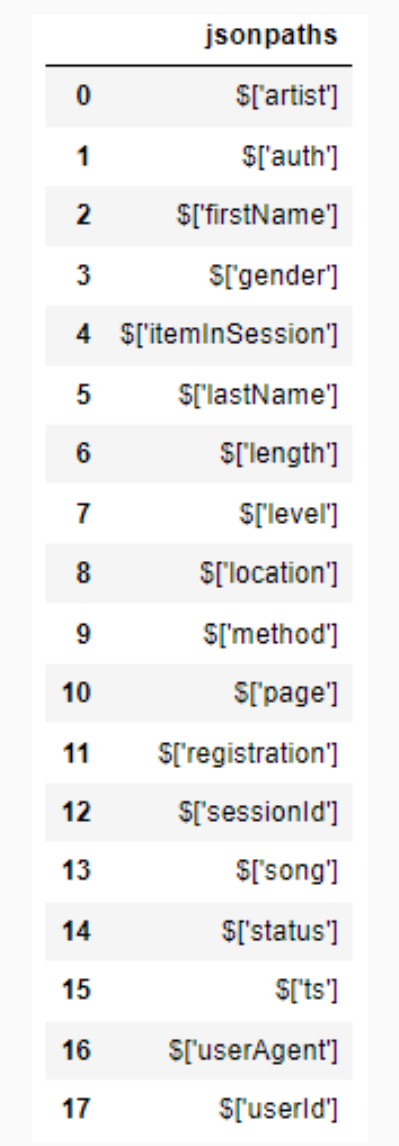 jsonpaths
0 $['artist']
1 $['auth']
2 $['firstName']
3 $['gender']
4 $['itemInSession']
5 $['lastName']
6 $['length']
7 $['level']
8 $['location']
9 $['method']
10 $['page']
11 $['registration']
12 $['sessionId']
13 $['song']
14 $['status']
15 $['ts']
16 $['userAgent']
17 $['userId']